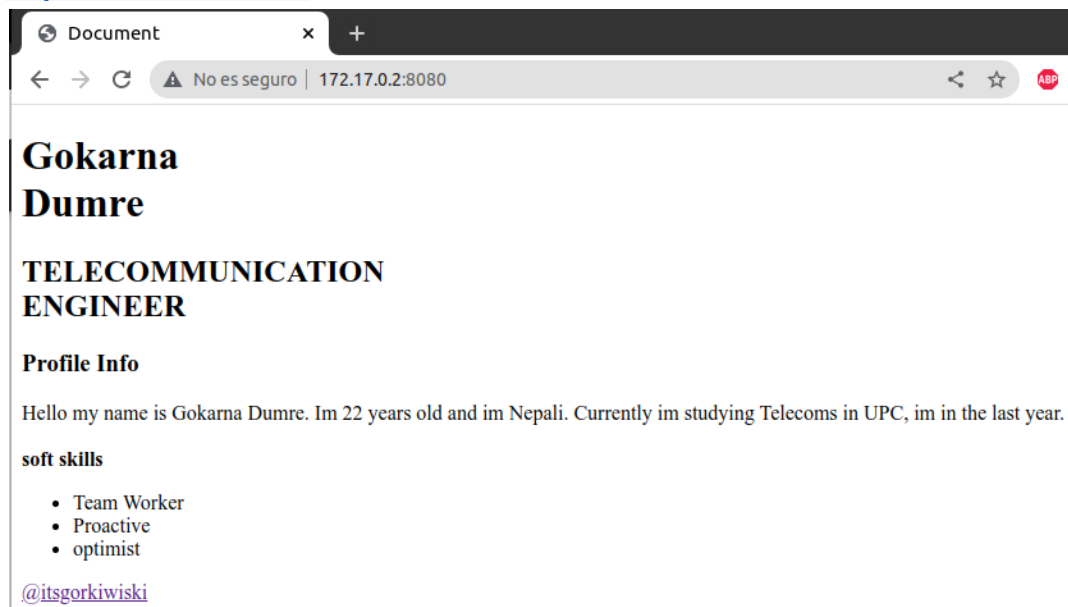 Document
No es seguro 172.17.0.2:8080
ABP
Gokarna
Dumre
TELECOMMUNICATION
ENGINEER
Profile Info
Hello my name is Gokarna Dumre. Im 22 years old and im Nepali. Currently im studying Telecoms in UPC, im in the last year.
soft skills
Team Worker
Proactive
optimist
@itsgorkiwiski